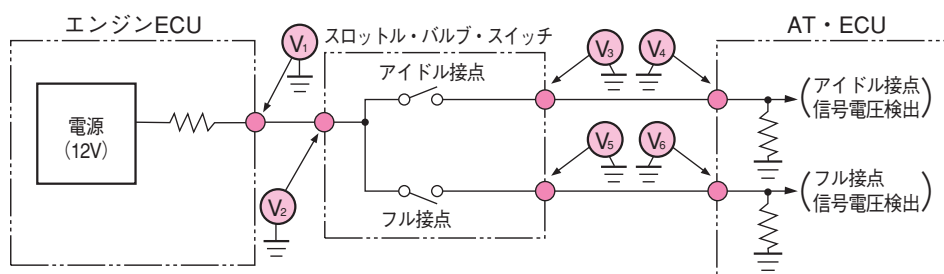 エンジンECU
スロットル・バルブ・スイッチ
AT・ECU
V1
V3
V4
アイドル接点
(アイドル接点
信号電圧検出)
電源
(12V)
V2
V5
V6
フル接点
(フル接点
信号電圧検出)